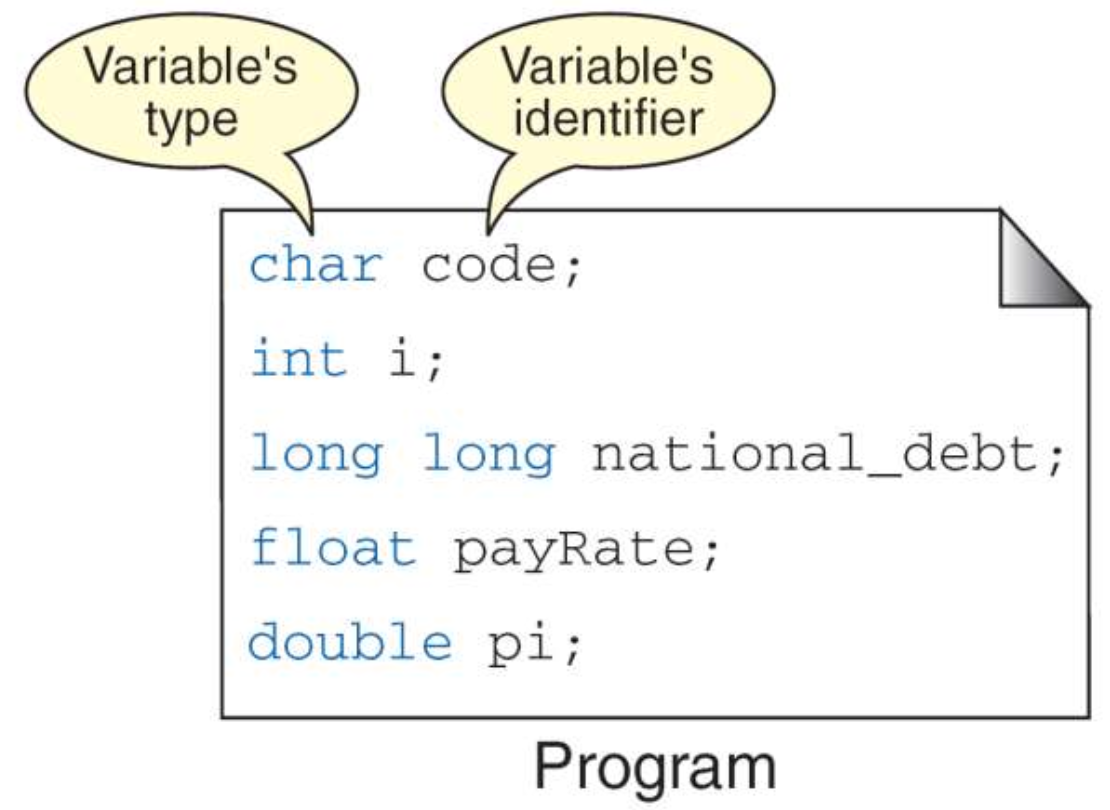 Variable's
type
Variable's
identifier
char code;
int i;
long long national_debt;
float payRate;
double pi;
Program